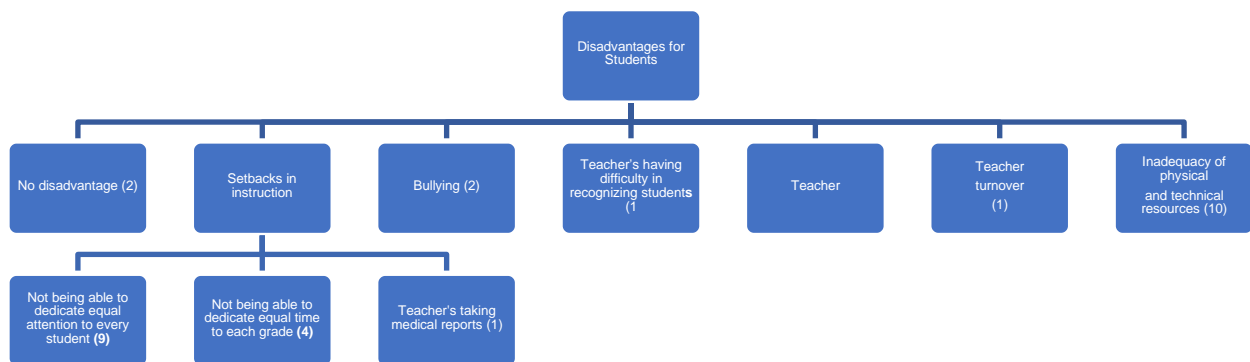 Disadvantages for
Students
No disadvantage (2)
Setbacks in
instruction
Bullying (2)
Teacher's having
difficulty in
recognizing students
(1
Teacher
Teacher
turnover
(1)
Inadequacy of
physical
and technical
resources (10)
Not being able to
dedicate equal
attention to every
student (9)
Not being able to
dedicate equal time
to each grade (4)
Teacher's taking
medical reports (1)